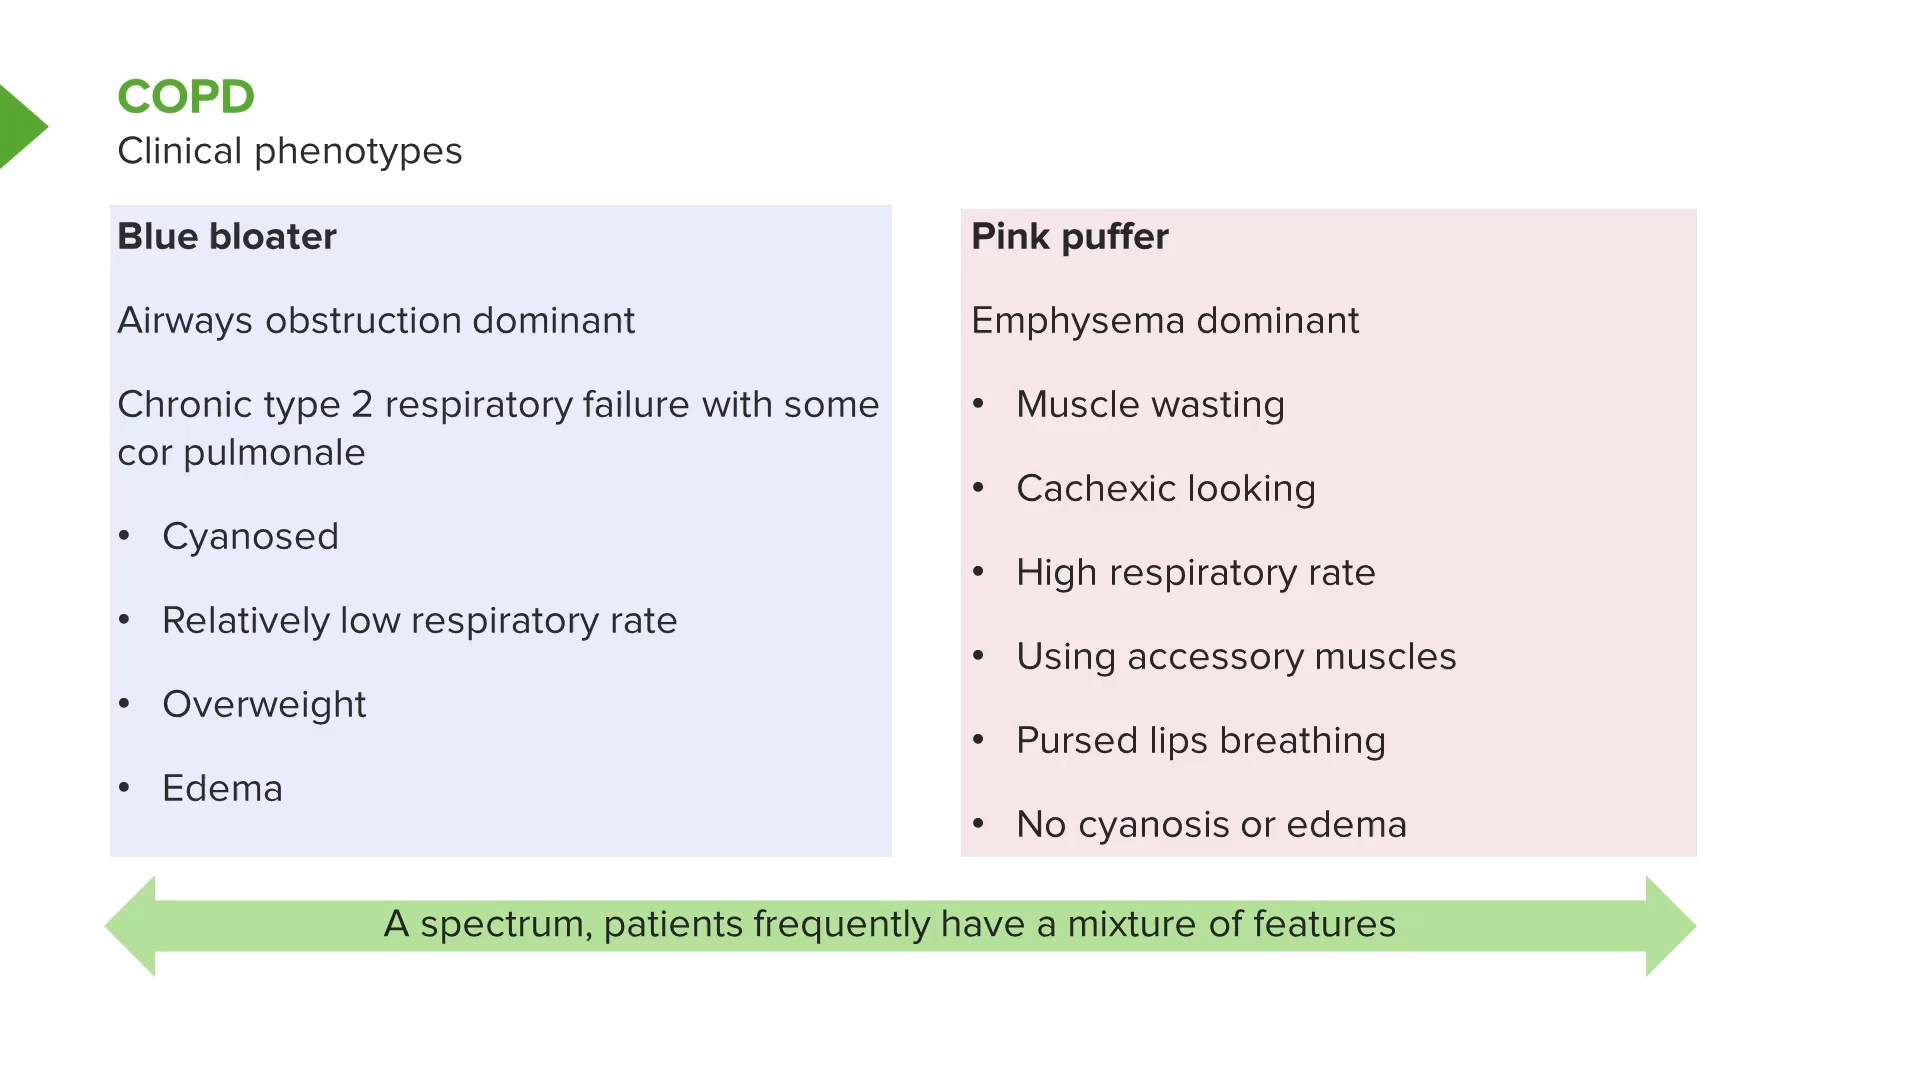 COPD
Clinical phenotypes
Blue bloater
Airways obstruction dominant
Chronic type 2 respiratory failure with some
cor pulmonale
• Cyanosed
• Relatively low respiratory rate
• Overweight
• Edema
Pink puffer
Emphysema dominant
• Muscle wasting
• Cachexic looking
• High respiratory rate
• Using accessory muscles
• Pursed lips breathing
• No cyanosis or edema
A spectrum, patients frequently have a mixture of features